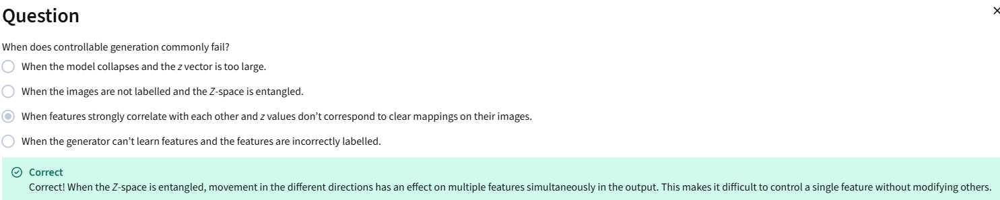 Question
When does controllable generation commonly fail?
When the model collapses and the z vector is too large.
When the images are not labelled and the Z-space is entangled.
When features strongly correlate with each other and z values don’t correspond to clear mappings on their images.
When the generator can’t learn features and the features are incorrectly labelled.
Correct
Correct! When the Z-space is entangled, movement in the different directions has an effect on multiple features simultaneously in the output. This makes it difficult to control a single feature without modifying others.